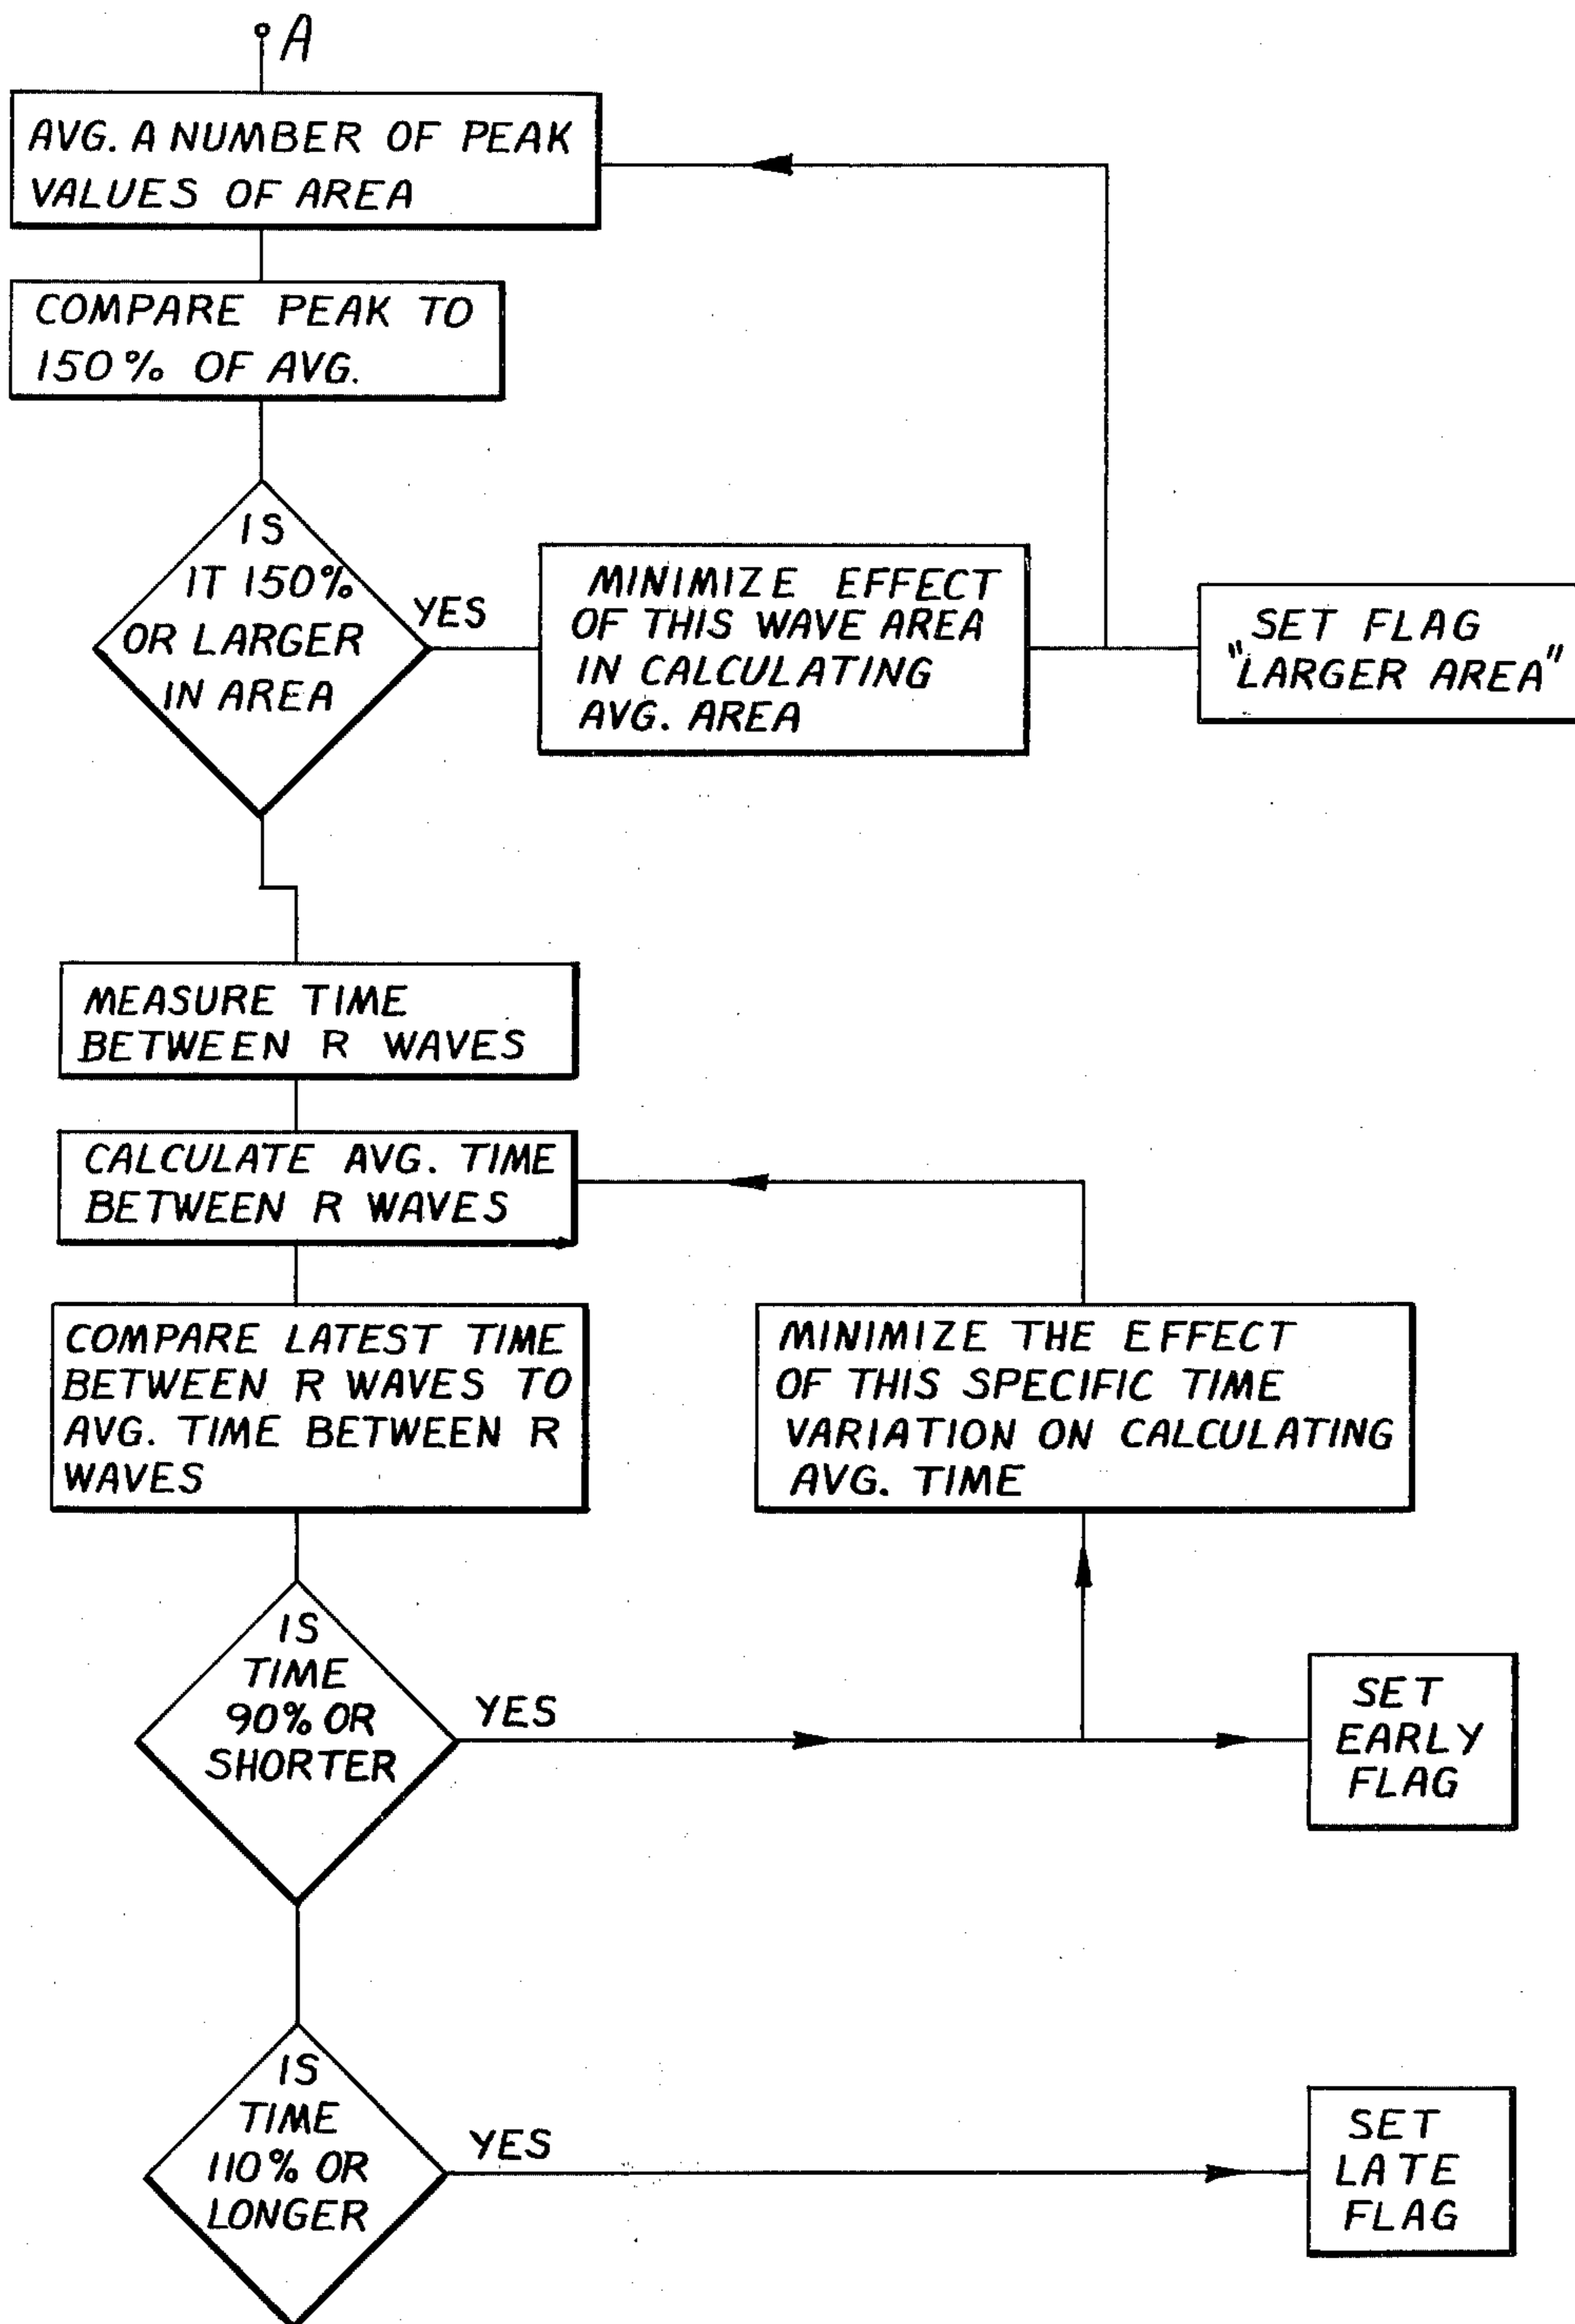 A
AVG. A NUMBER OF PEAK
VALUES OF AREA
COMPARE PEAK TO
150% OF AVG.
IS
IT 150%
OR LARGER
IN AREA
YES
MINIMIZE EFFECT
OF THIS WAVE AREA
IN CALCULATING
AVG. AREA
SET FLAG
"LARGER AREA"
MEASURE TIME
BETWEEN R WAVES
CALCULATE AVG. TIME
BETWEEN R WAVES
COMPARE LATEST TIME
BETWEEN R WAVES TO
AVG. TIME BETWEEN R
WAVES
MINIMIZE THE EFFECT
OF THIS SPECIFIC TIME
VARIATION ON CALCULATING
AVG. TIME
IS
TIME
90% OR
SHORTER
YES
SET
EARLY
FLAG
IS
TIME
110% OR
LONGER
YES
SET
LATE
FLAG